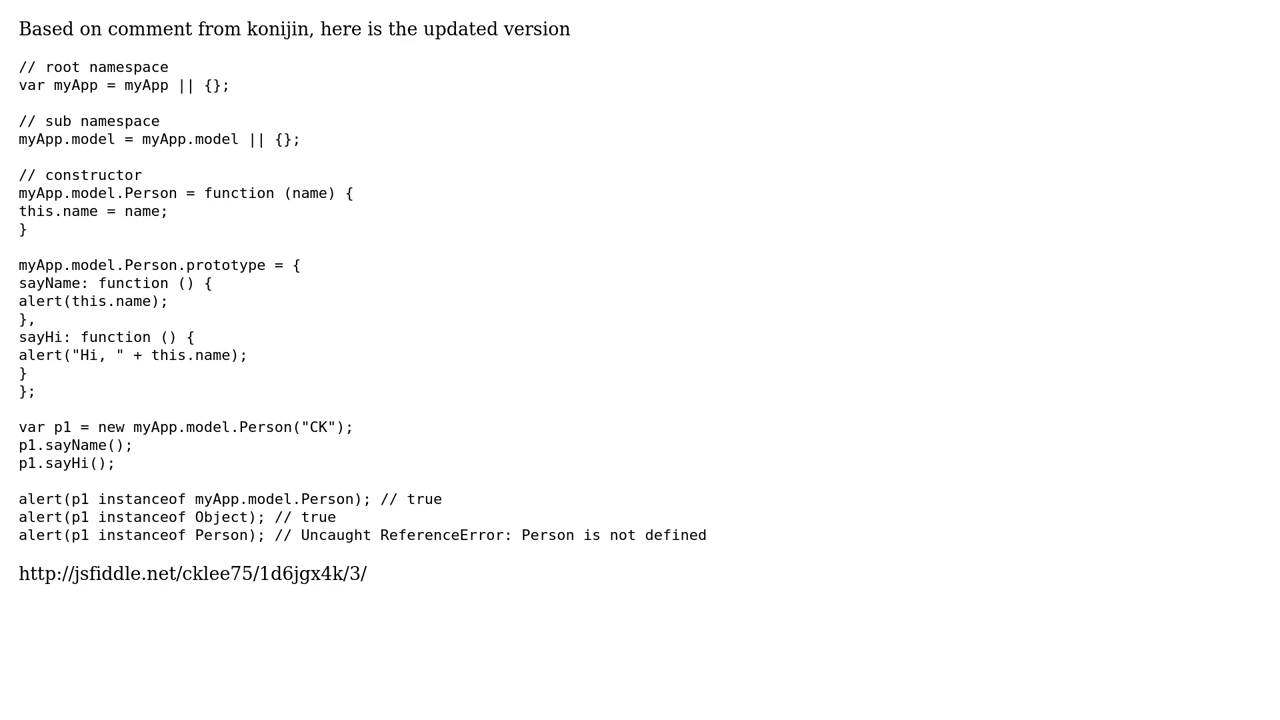 Based on comment from konijin, here is the updated version
// root namespace
var myApp = myApp || {};
// sub namespace
myApp.model = myApp.model || {};
// constructor
myApp.model.Person = function (name) {
this.name = name;
}
myApp.model.Person.prototype = {
sayName: function () {
alert(this.name);
},
sayHi: function () {
alert("Hi, " + this.name);
}
};
var p1 = new myApp.model.Person("CK");
p1.sayName();
p1.sayHi();
alert(p1 instanceof myApp.model.Person); // true
alert(p1 instanceof Object); // true
alert(p1 instanceof Person); // Uncaught ReferenceError: Person is not defined
http://jsfiddle.net/cklee75/1d6jgx4k/3/